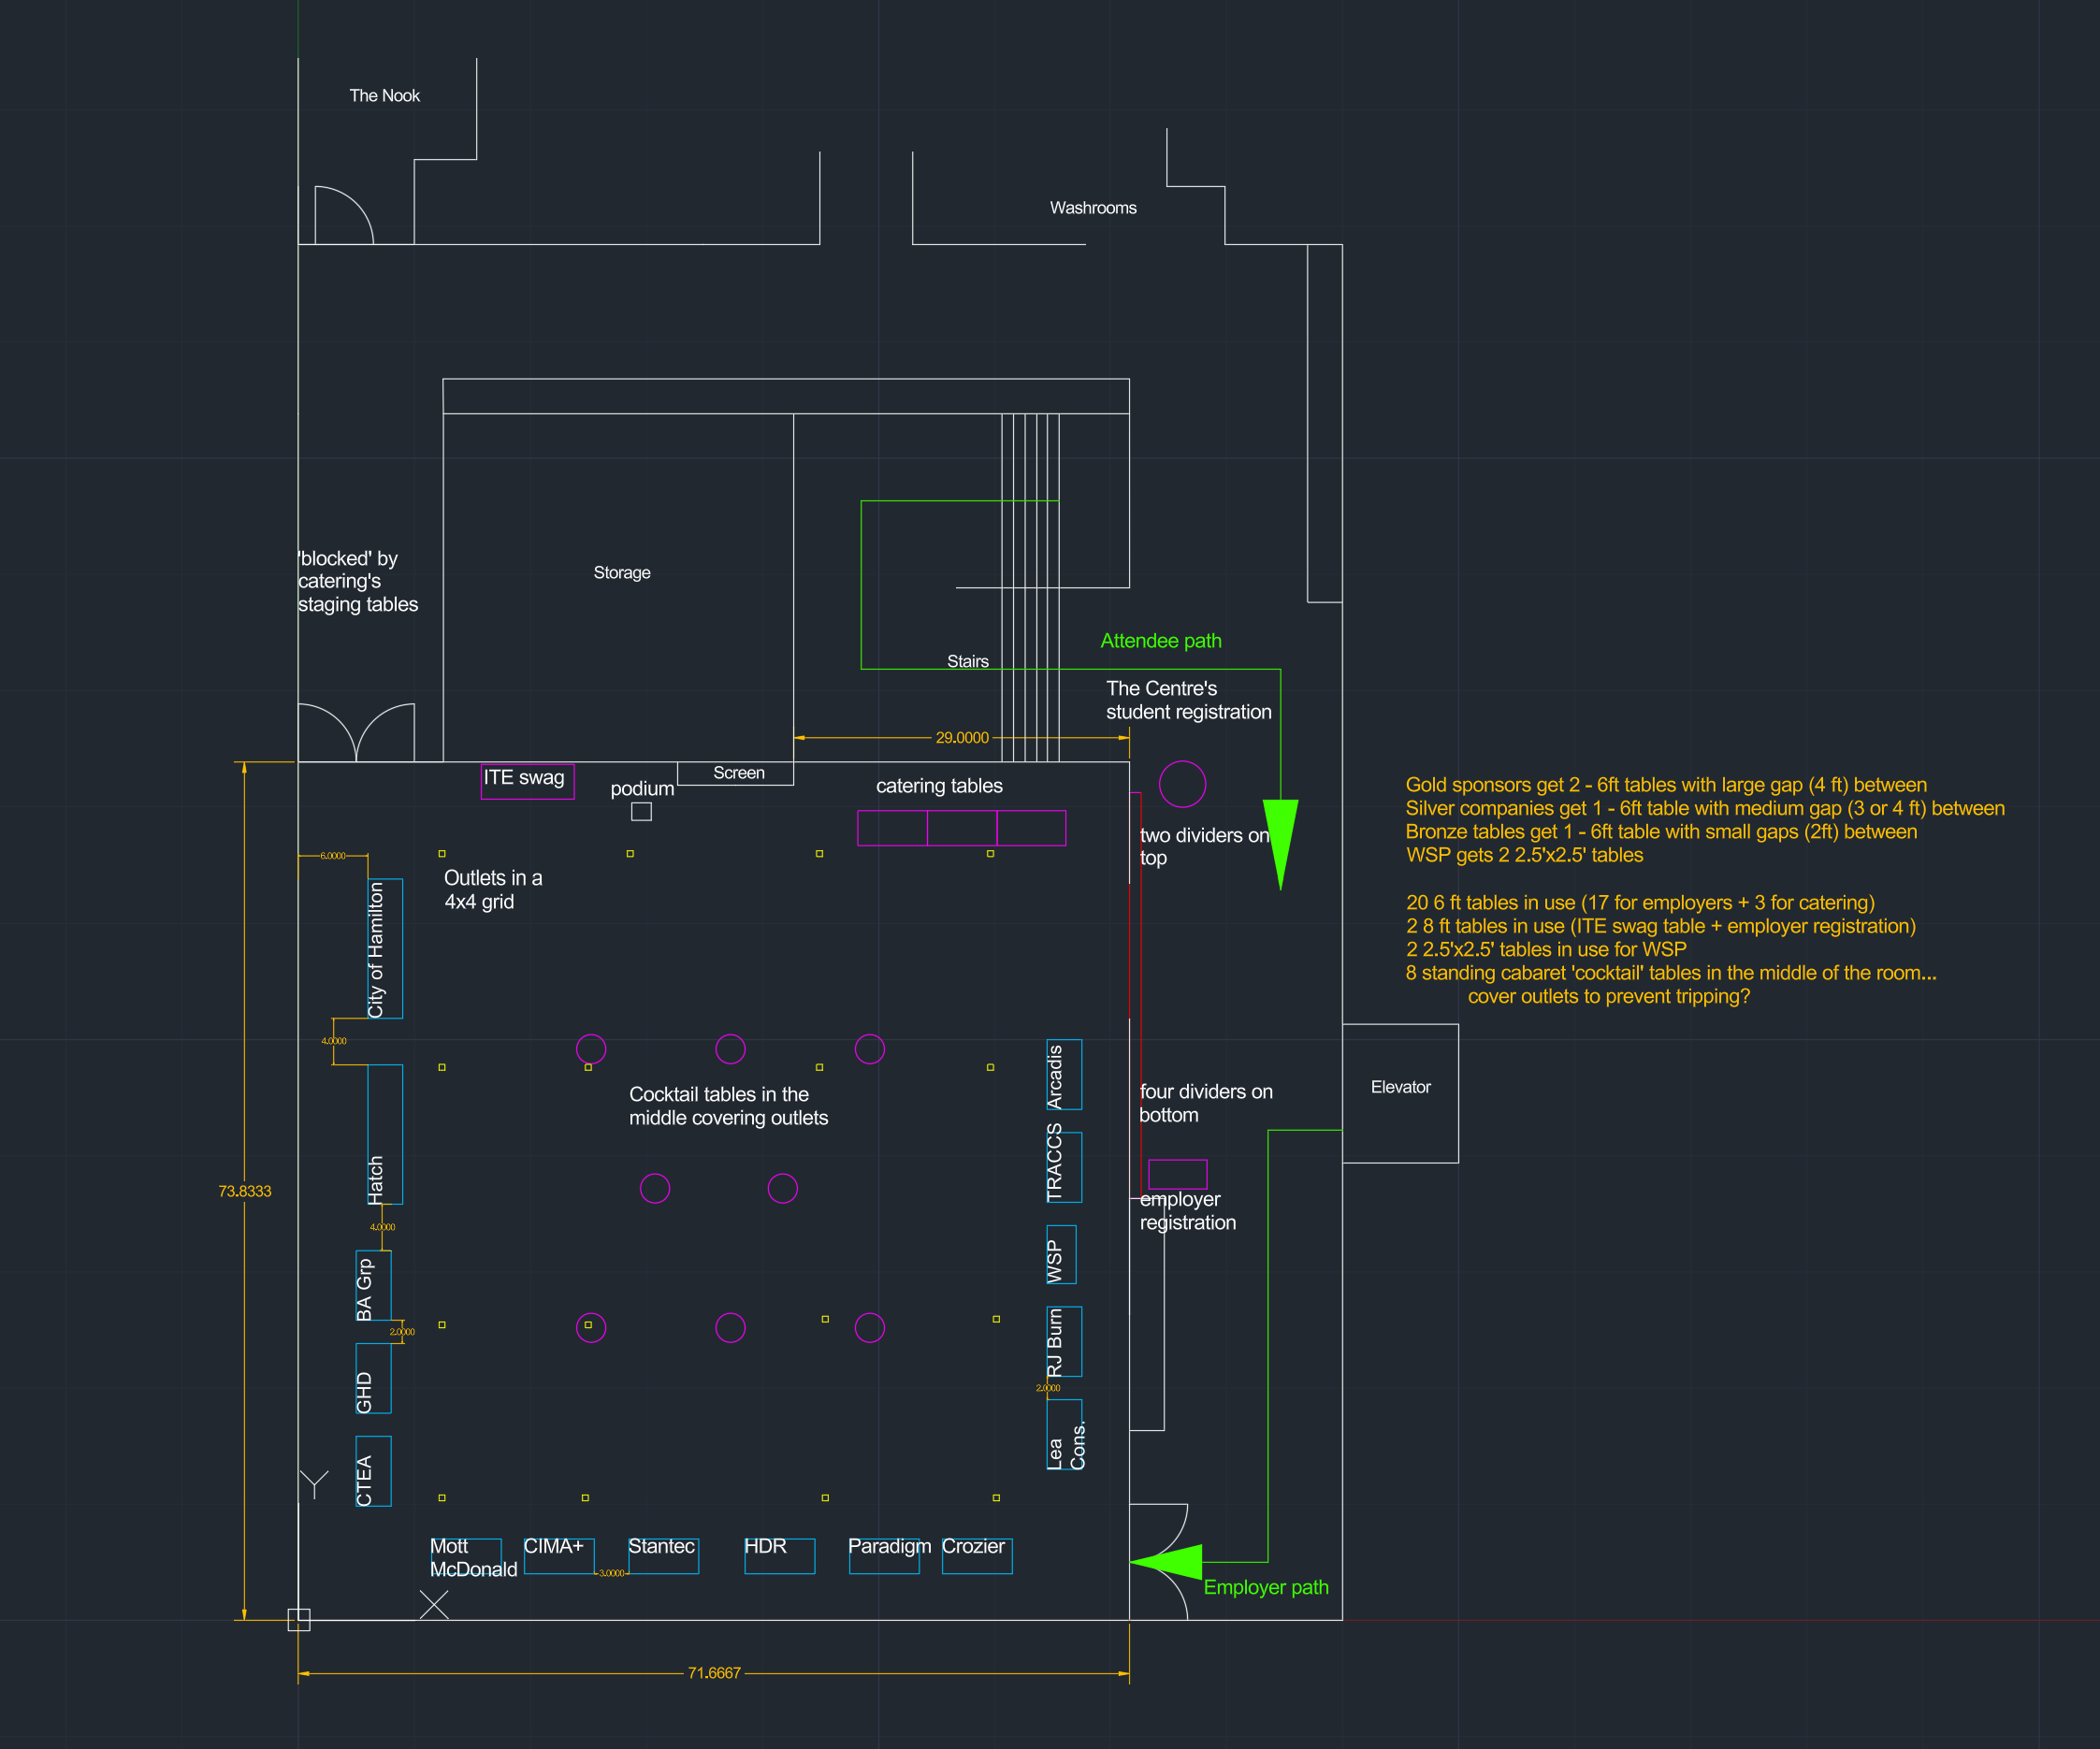 The Nook
Washrooms
'blocked' by
catering's
staging tables
Storage
Attendee path
Stairs
The Centre's
student registration
29.0000
ITE swag
Screen
podium
catering tables
Gold sponsors get 2 - 6ft tables with large gap (4 ft) between
Silver companies get 1 - 6ft table with medium gap (3 or 4 ft) between
Bronze tables get 1 - 6ft table with small gaps (2ft) between
WSP gets 2 2.5'x2.5' tables
20 6 ft tables in use (17 for employers + 3 for catering)
2 8 ft tables in use (ITE swag table + employer registration)
2 2.5'x2.5' tables in use for WSP
8 standing cabaret 'cocktail' tables in the middle of the room...
cover outlets to prevent tripping?
two dividers on
top
6.0000
Outlets in a
4x4 grid
City of Hamilton
4.0000
Cocktail tables in the
middle covering outlets
Arcadis
four dividers on
bottom
Elevator
Hatch
TRACCS
73.8333
employer
registration
4.0000
BA Grp
WSP
2.0000
RJ Burn
GHD
2.0000
Lea
Cons.
CTEA
Y
Mott
McDonald
CIMA+
Stantec
HDR
Paradigm
Crozier
3.0000
X
Employer path
71.6667